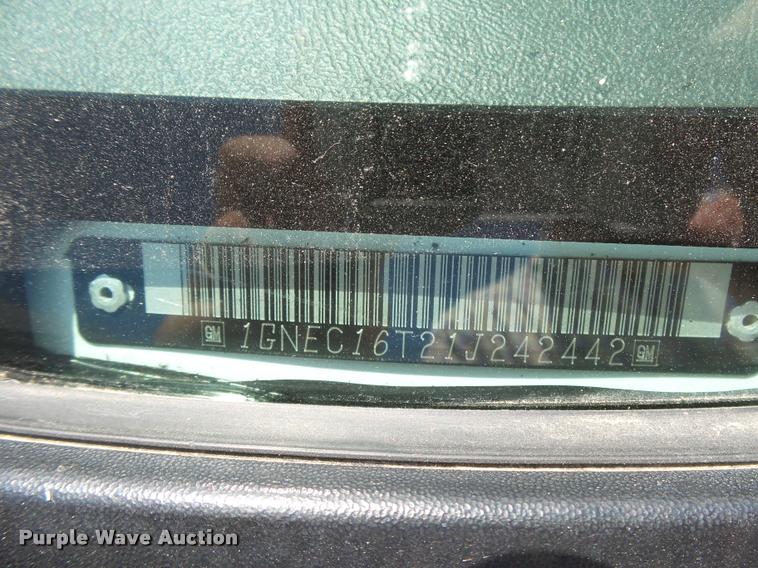 GM 1GNEC16T21J242442 GM
Purple Wave Auction